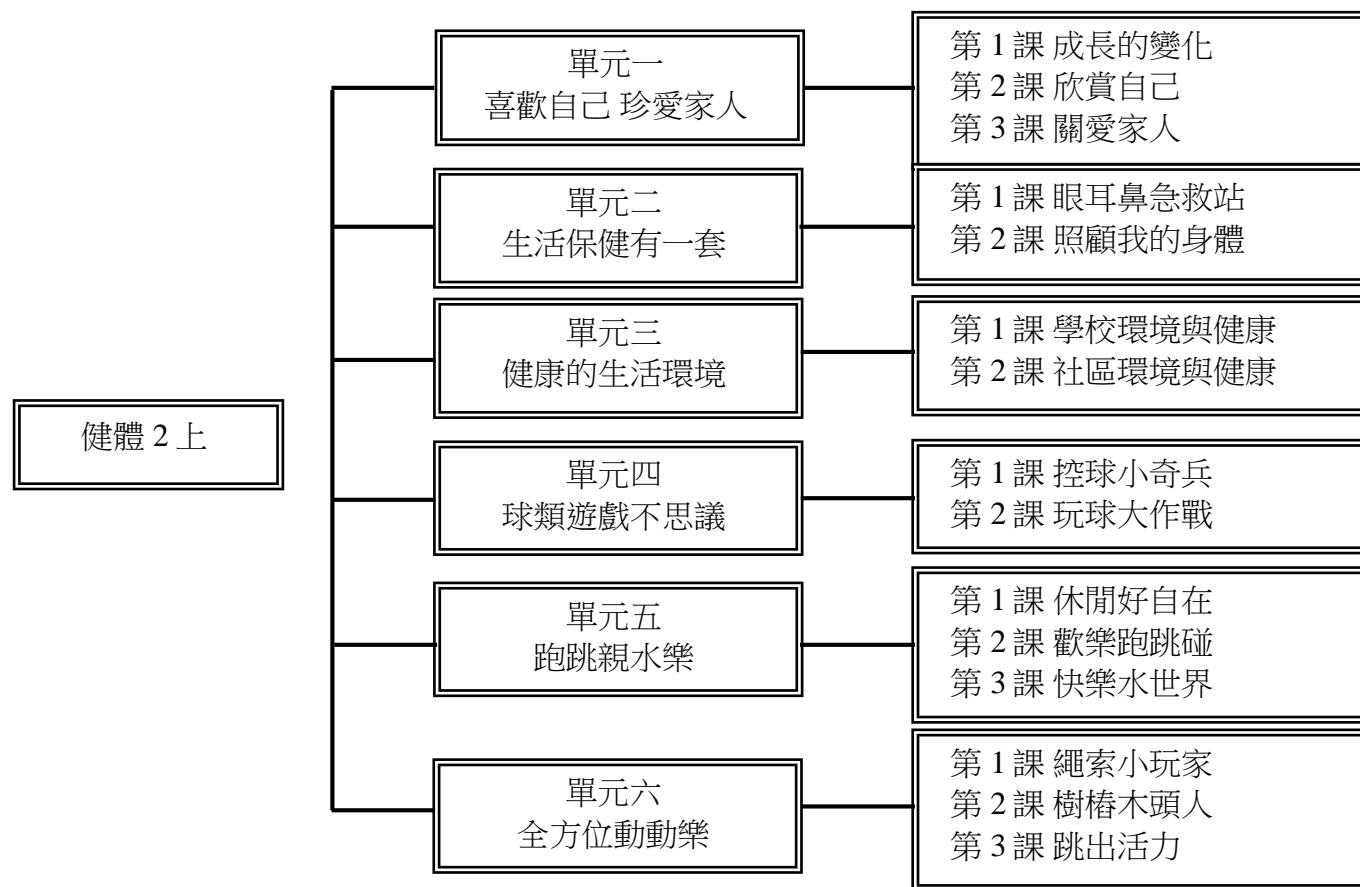 健體 2 上
單元一
喜歡自己 珍愛家人
第 1 課 成長的變化
第 2 課 欣賞自己
第 3 課 關愛家人
單元二
生活保健有一套
第 1 課 眼耳鼻急救站
第 2 課 照顧我的身體
單元三
健康的生活環境
第 1 課 學校環境與健康
第 2 課 社區環境與健康
單元四
球類遊戲不思議
第 1 課 控球小奇兵
第 2 課 玩球大作戰
單元五
跑跳親水樂
第 1 課 休閒好自在
第 2 課 歡樂跑跳碰
第 3 課 快樂水世界
單元六
全方位動動樂
第 1 課 繩索小玩家
第 2 課 樹樁木頭人
第 3 課 跳出活力